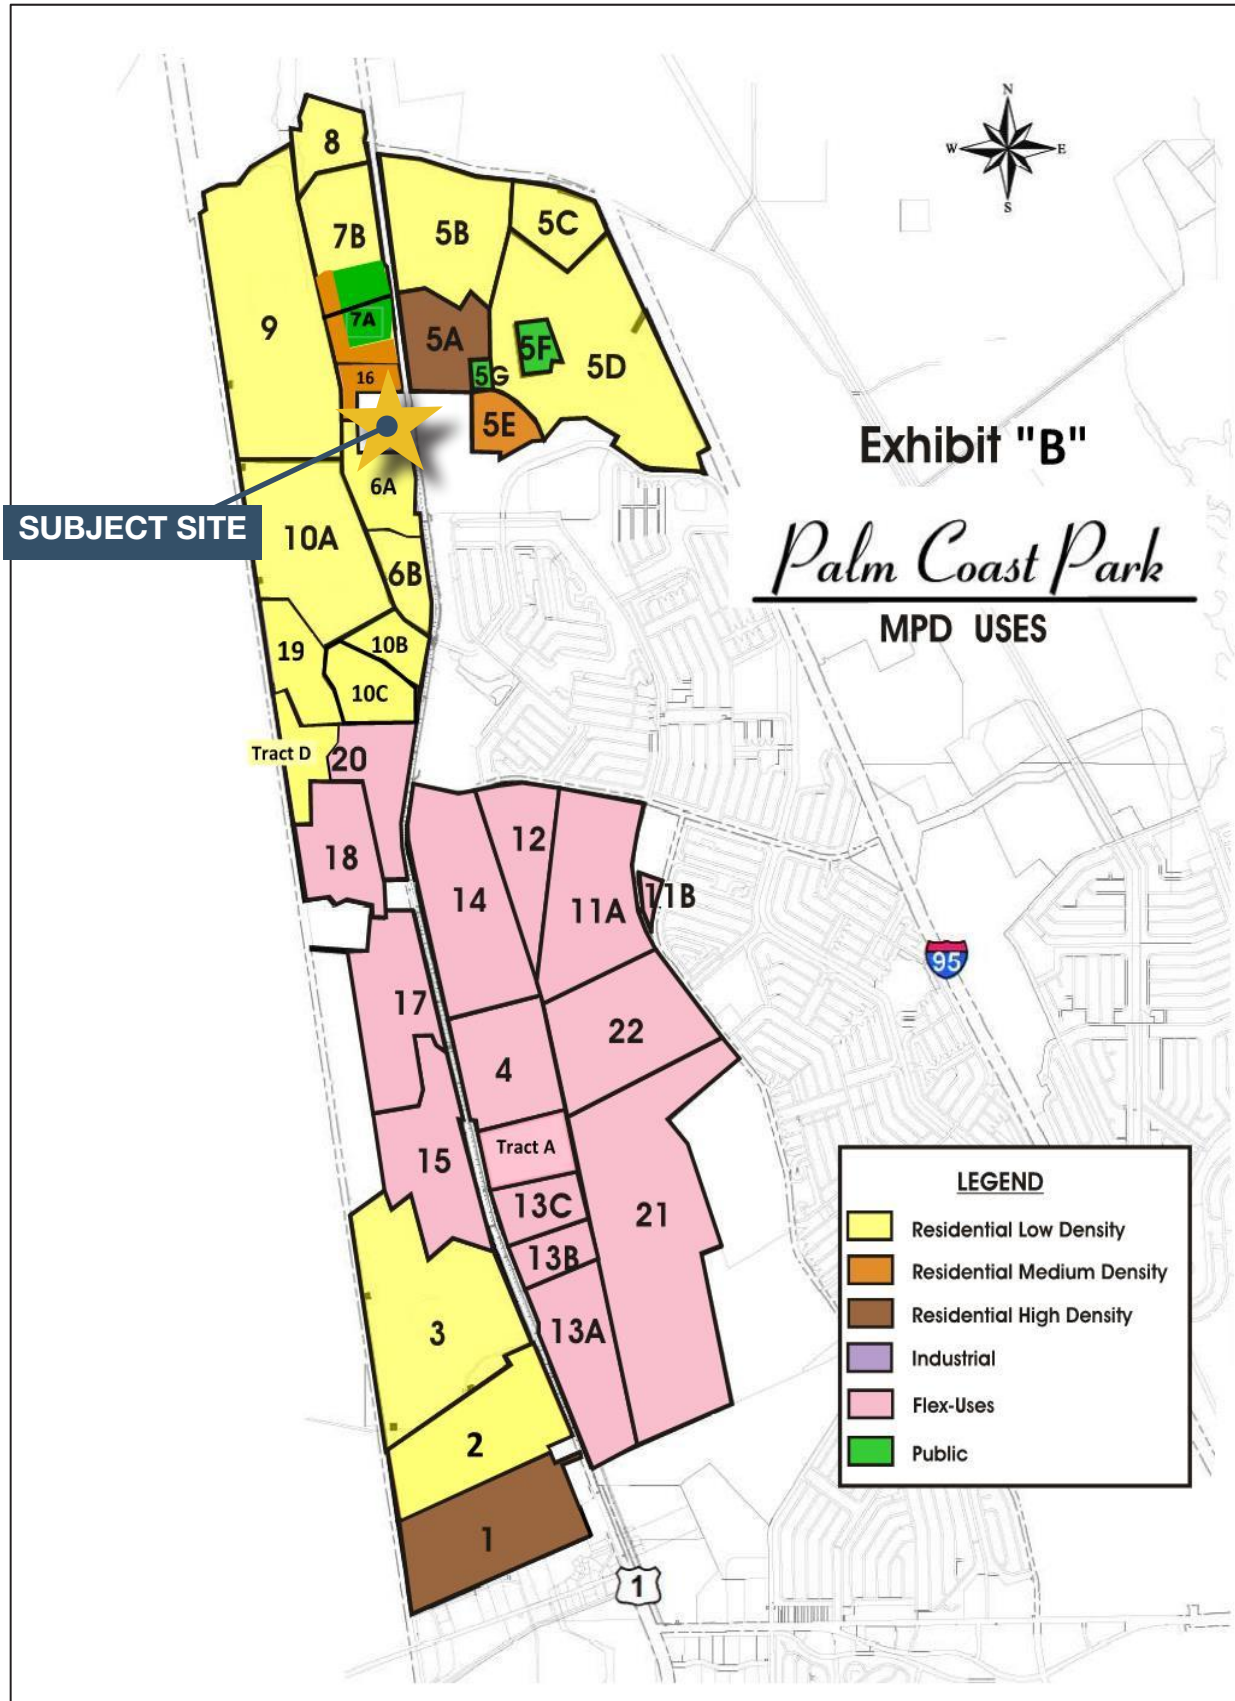 N
W
E
S
8
7B
5B
5C
9
7A
5A
5F
5D
5G
16
5E
Exhibit "B"
6A
SUBJECT SITE
10A
Palm Coast Park
6B
MPD USES
19
10B
10C
Tract D
20
18
12
14
11A
11B
95
17
22
4
15
Tract A
13C
21
13B
3
13A
2
1
1
LEGEND
Residential Low Density
Residential Medium Density
Residential High Density
Industrial
Flex-Uses
Public